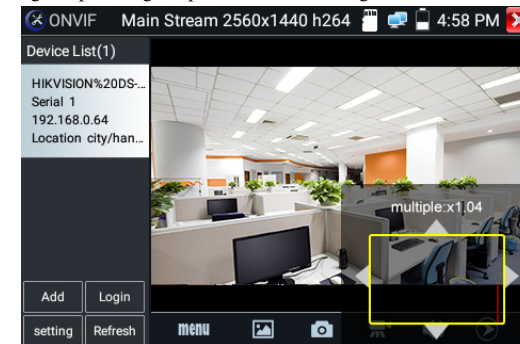 ONVIF Main Stream 2560x1440 h264 4:58 PM
Device List(1)
HIKVISION%20DS-...
Serial 1
192.168.0.64
Location city/han...
multiple:x1.04
Add Login
setting Refresh
menu